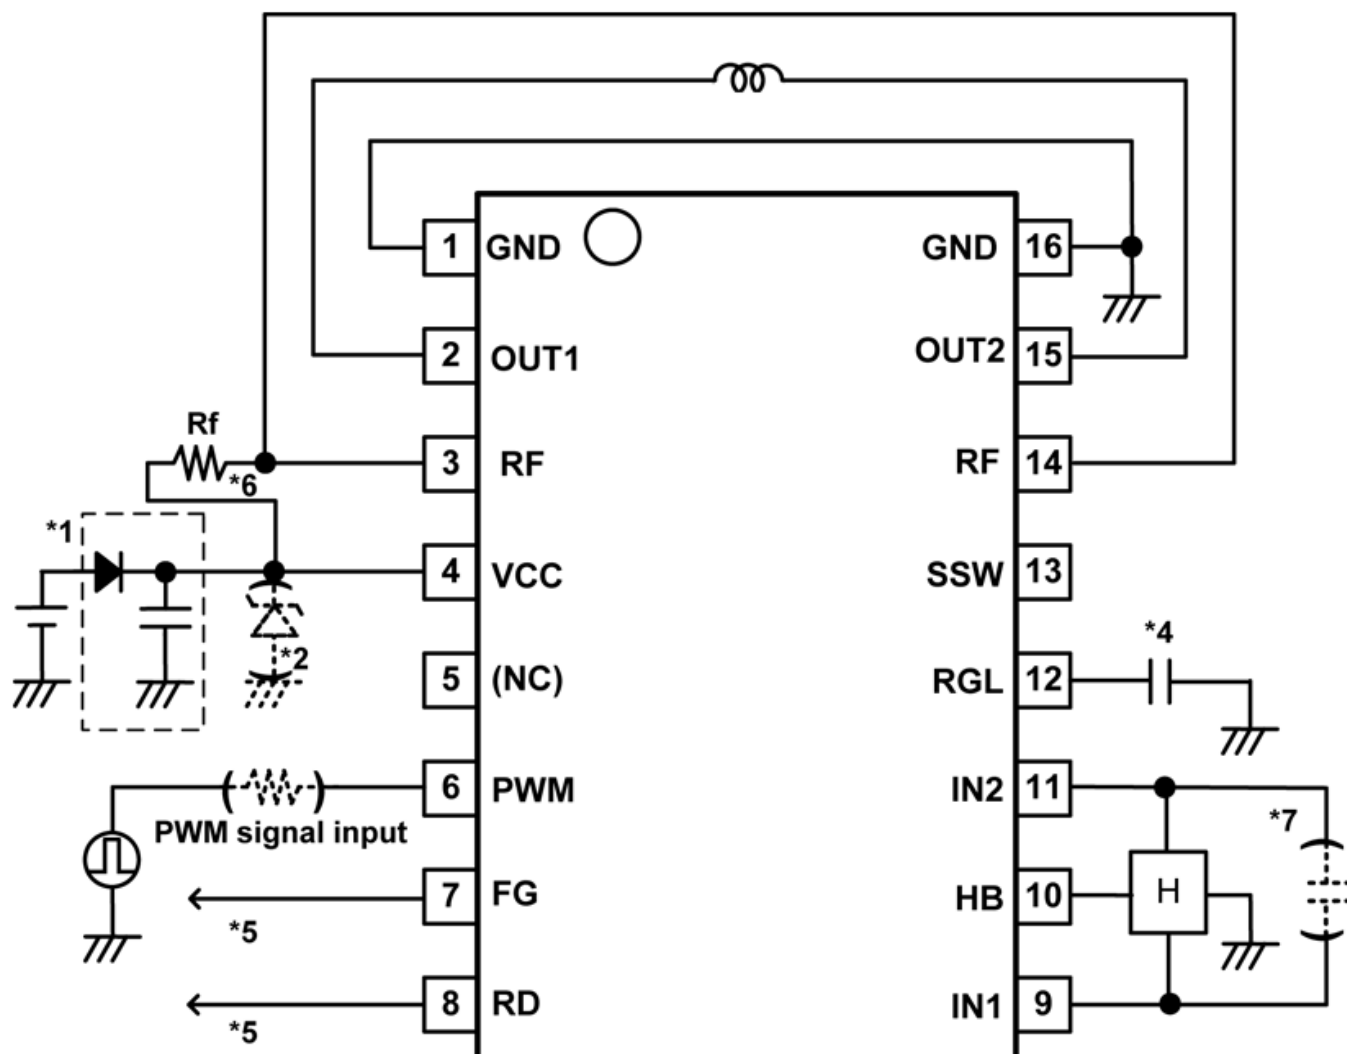 1 GND GND 16
2 OUT1 OUT2 15
Rf
3 RF RF 14
*6
*1
4 VCC SSW 13
*4
*2
5 (NC) RGL 12
6 PWM IN2 11
PWM signal input *7
7 FG HB 10 H
*5
8 RD IN1 9
*5